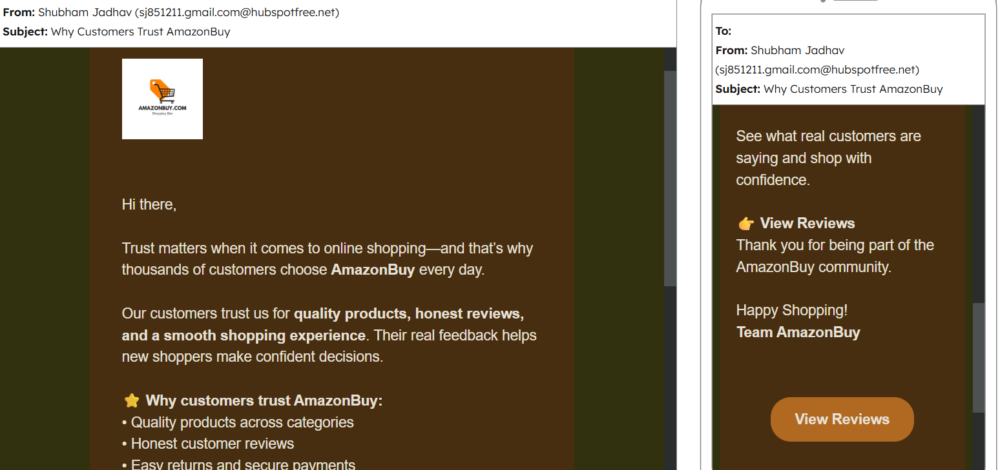 From: Shubham Jadhav (sj851211.gmail.com@hubspotfree.net)
Subject: Why Customers Trust AmazonBuy
AMAZONBUY.COM
Shopping Site
Hi there,
Trust matters when it comes to online shopping—and that’s why
thousands of customers choose AmazonBuy every day.
Our customers trust us for quality products, honest reviews,
and a smooth shopping experience. Their real feedback helps
new shoppers make confident decisions.
⭐ Why customers trust AmazonBuy:
• Quality products across categories
• Honest customer reviews
• Easy returns and secure payments
To:
From: Shubham Jadhav
(sj851211.gmail.com@hubspotfree.net)
Subject: Why Customers Trust AmazonBuy
See what real customers are
saying and shop with
confidence.
👉 View Reviews
Thank you for being part of the
AmazonBuy community.
Happy Shopping!
Team AmazonBuy
View Reviews